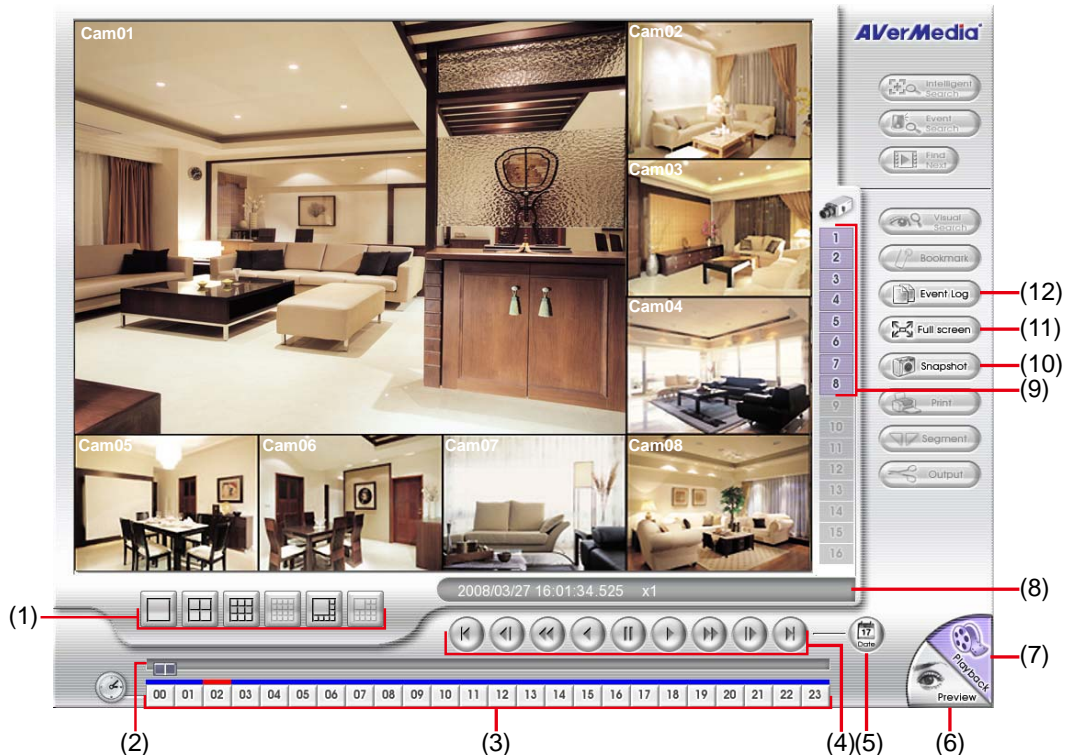 Cam01
Cam02
AVerMedia
Intelligent
Search
Event
Search
Find
Next
Cam03*
Visual
Search
1
2
3
4
5
6
7
8
9
10
11
12
13
14
15
16
Bookmark
Event Log
(12)
Cam04
Full screen
(11)
Snapshot
(10)
(9)
Print
Cam05
Cam06
Cam07
Cam08
Segment
Output
2008/03/27 16:01:34.525 x1
(8)
(1)
17
Date
Playback
(7)
Preview
00 01 02 03 04 05 06 07 08 09 10 11 12 13 14 15 16 17 18 19 20 21 22 23
(2)
(3)
(4)
(5)
(6)